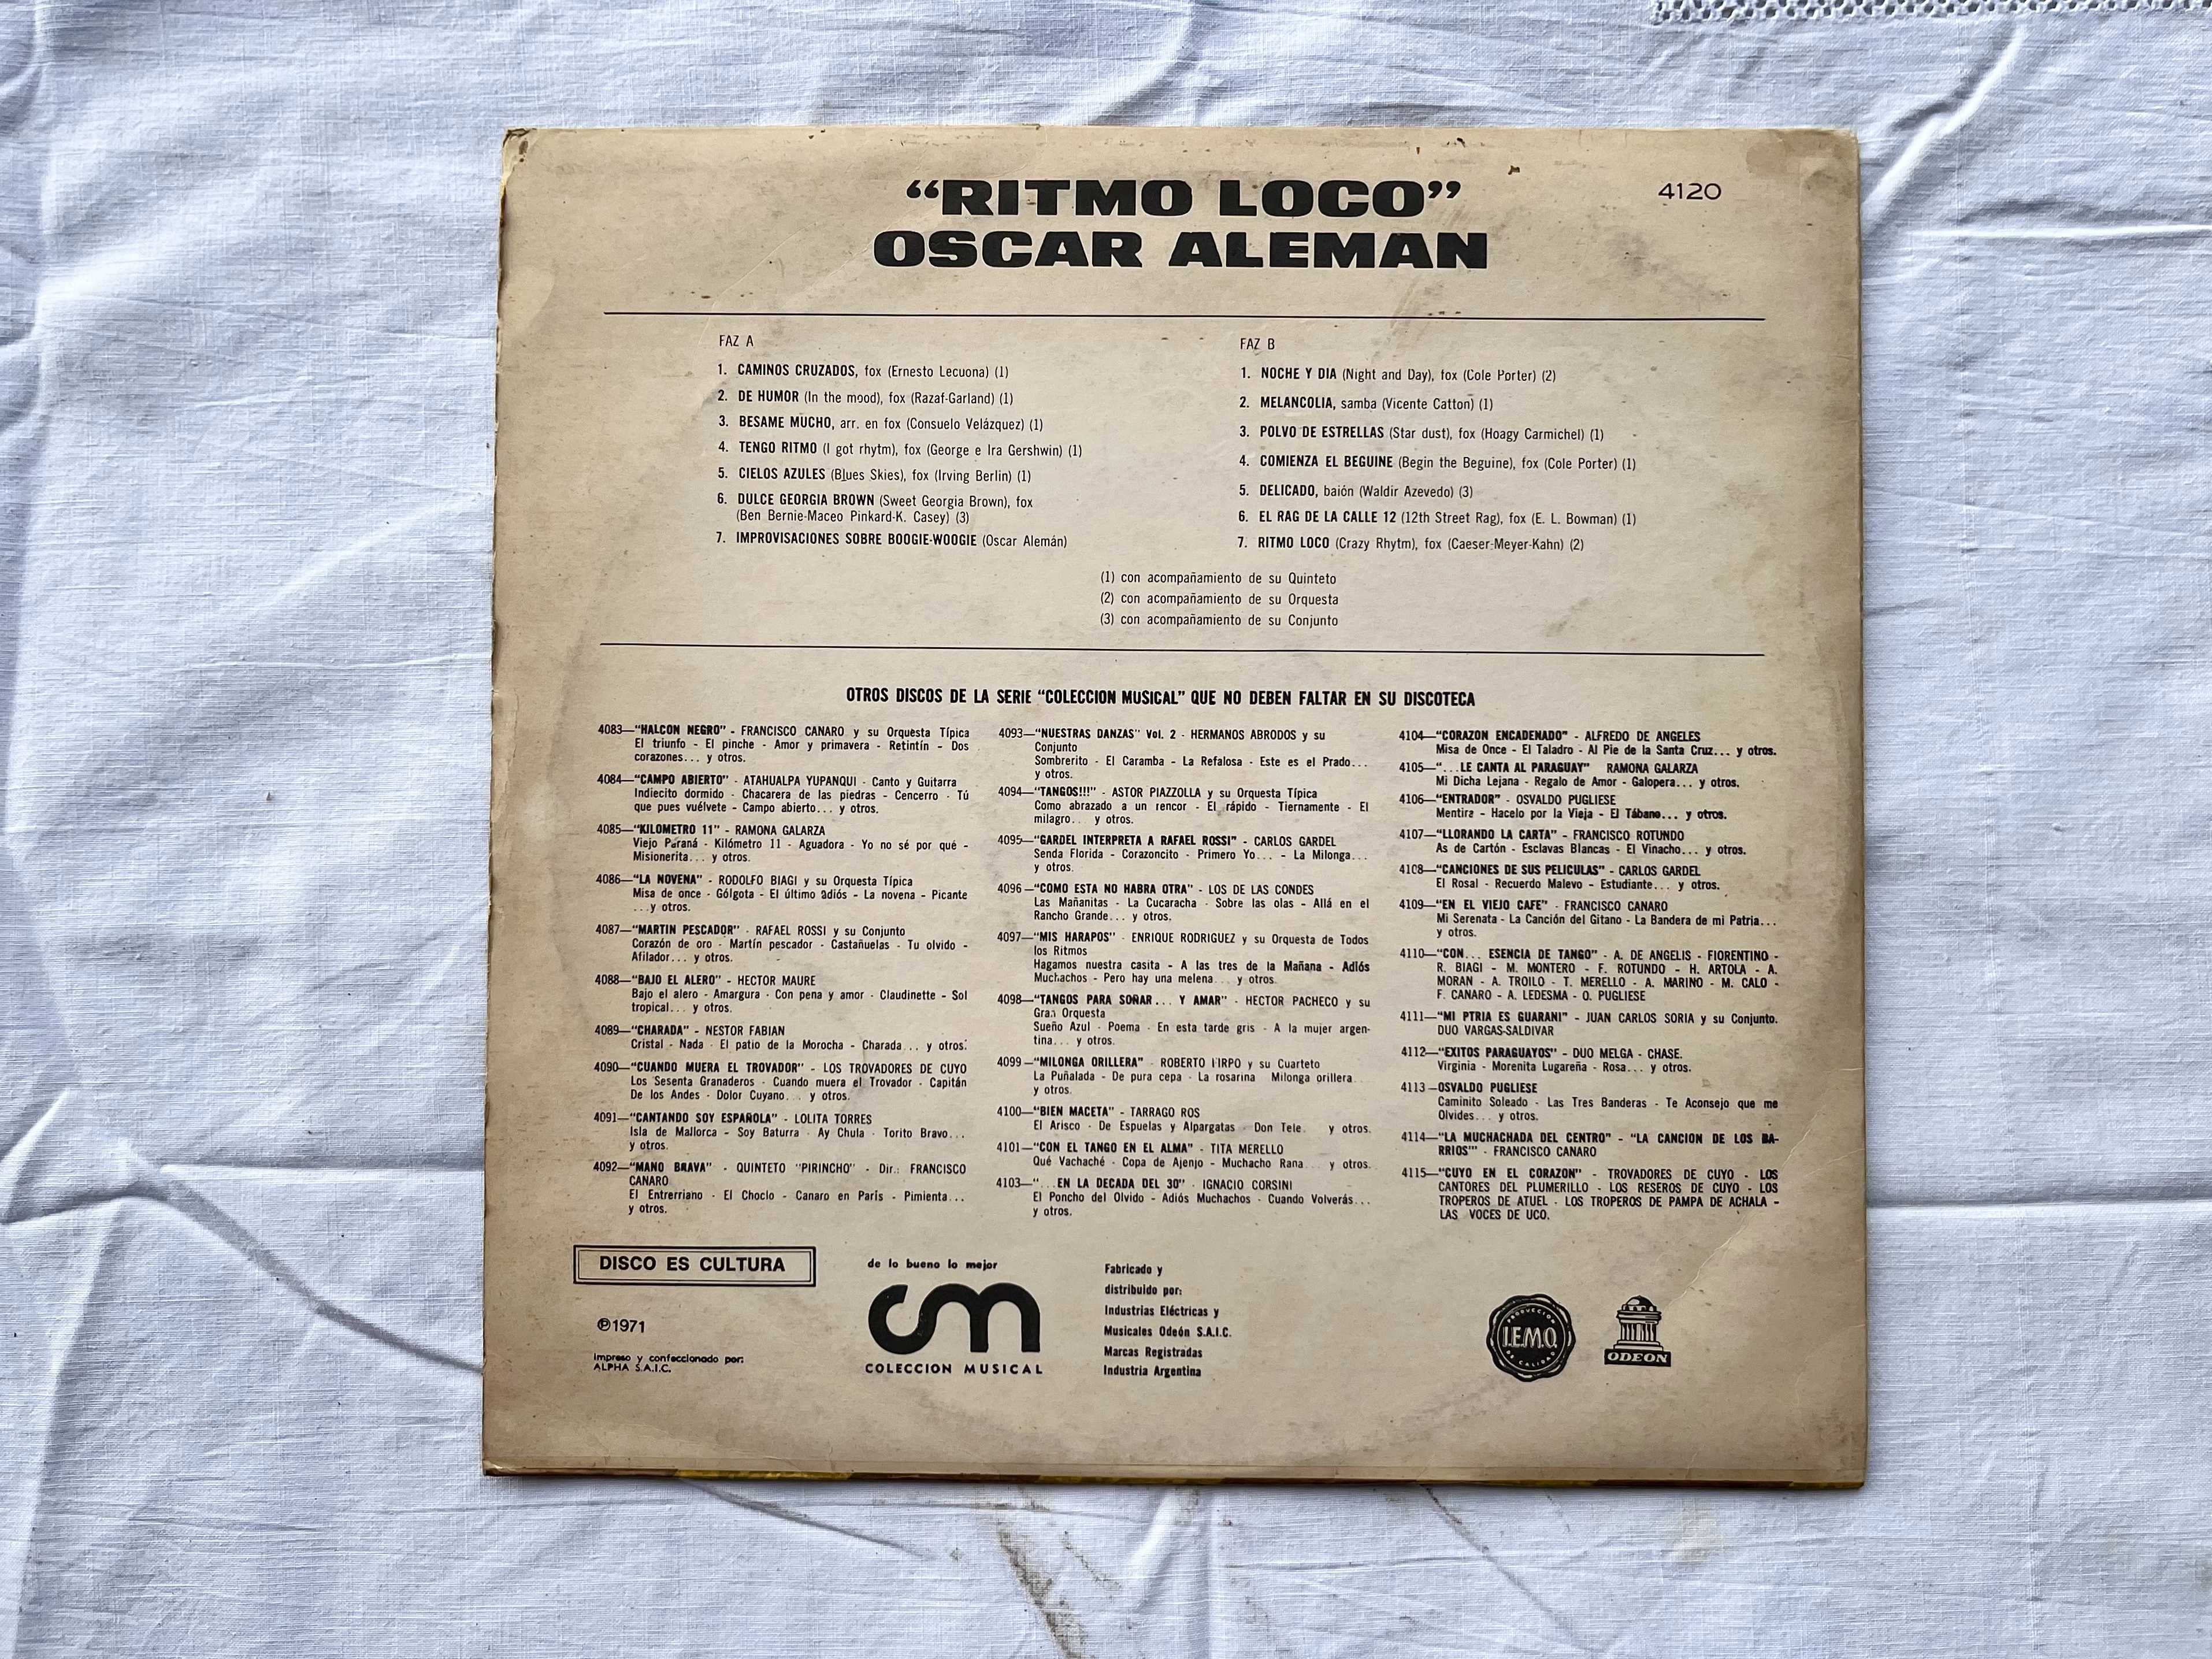 “RITMO LOCO”
4120
OSCAR ALEMAN
FAZ A
1. CAMINOS CRUZADOS, fox (Ernesto Lecuona) (1)
2. DE HUMOR (In the mood), fox (Razaf-Garland) (1)
3. BESAME MUCHO, arr. en fox (Consuelo Velázquez) (1)
4. TENGO RITMO (I got rhytm), fox (George e Ira Gershwin) (1)
5. CIELOS AZULES (Blues Skies), fox (Irving Berlin) (1)
6. DULCE GEORGIA BROWN (Sweet Georgia Brown), fox
(Ben Bernie-Maceo Pinkard-K. Casey) (3)
7. IMPROVISACIONES SOBRE BOOGIE-WOOGIE (Oscar Alemán)
FAZ B
1. NOCHE Y DIA (Night and Day), fox (Cole Porter) (2)
2. MELANCOLIA, samba (Vicente Catton) (1)
3. POLVO DE ESTRELLAS (Star dust), fox (Hoagy Carmichel) (1)
4. COMIENZA EL BEGUINE (Begin the Beguine), fox (Cole Porter) (1)
5. DELICADO, baión (Waldir Azevedo) (3)
6. EL RAG DE LA CALLE 12 (12th Street Rag), fox (E. L. Bowman) (1)
7. RITMO LOCO (Crazy Rhytm), fox (Caeser-Meyer-Kahn) (2)
(1) con acompañamiento de su Quinteto
(2) con acompañamiento de su Orquesta
(3) con acompañamiento de su Conjunto
OTROS DISCOS DE LA SERIE “COLECCION MUSICAL” QUE NO DEBEN FALTAR EN SU DISCOTECA
4083—“HALCON NEGRO” - FRANCISCO CANARO y su Orquesta Típica
El triunfo - El pinche - Amor y primavera - Retintín - Dos
corazones... y otros.
4084—“CAMPO ABIERTO” - ATAHUALPA YUPANQUI - Canto y Guitarra
Indiecito dormido - Chacarera de las piedras - Cencerro - Tú
que pues vuélvete - Campo abierto... y otros.
4085—“KILOMETRO 11” - RAMONA GALARZA
Viejo Paraná - Kilómetro 11 - Aguadora - Yo no sé por qué -
Misionerita... y otros.
4086—“LA NOVENA” - RODOLFO BIAGI y su Orquesta Típica
Misa de once - Gólgota - El último adiós - La novena - Picante
...y otros.
4087—“MARTIN PESCADOR” - RAFAEL ROSSI y su Conjunto
Corazón de oro - Martín pescador - Castañuelas - Tu olvido -
Afilador... y otros.
4088—“BAJO EL ALERO” - HECTOR MAURE
Bajo el alero - Amargura - Con pena y amor - Claudinette - Sol
tropical... y otros.
4089—“CHARADA” - NESTOR FABIAN
Cristal - Nada - El patio de la Morocha - Charada... y otros.
4090—“CUANDO MUERA EL TROVADOR” - LOS TROVADORES DE CUYO
Los Sesenta Granaderos - Cuando muera el Trovador - Capitán
De los Andes - Dolor Cuyano... y otros.
4091—“CANTANDO SOY ESPAÑOLA” - LOLITA TORRES
Isla de Mallorca - Soy Baturra - Ay Chula - Torito Bravo...
y otros.
4092—“MANO BRAVA” - QUINTETO “PIRINCHO” - Dir.: FRANCISCO
CANARO
El Entrerriano - El Choclo - Canaro en París - Pimienta...
y otros.
4093—“NUESTRAS DANZAS” Vol. 2 - HERMANOS ABRODOS y su
Conjunto
Sombrerito - El Caramba - La Refalosa - Este es el Prado...
y otros.
4094—“TANGOS!!!” - ASTOR PIAZZOLLA y su Orquesta Típica
Como abrazado a un rencor - El rápido - Tiernamente - El
milagro.. y otros.
4095—“GARDEL INTERPRETA A RAFAEL ROSSI” - CARLOS GARDEL
Senda Florida - Corazoncito - Primero Yo... - La Milonga...
y otros.
4096—“COMO ESTA NO HABRA OTRA” - LOS DE LAS CONDES
Las Mañanitas - La Cucaracha - Sobre las olas - Allá en el
Rancho Grande... y otros.
4097—“MIS HARAPOS” - ENRIQUE RODRIGUEZ y su Orquesta de Todos
los Ritmos
Hagamos nuestra casita - A las tres de la Mañana - Adiós
Muchachos - Pero hay una melena... y otros.
4098—“TANGOS PARA SOÑAR... Y AMAR” - HECTOR PACHECO y su
Gran Orquesta
Sueño Azul - Poema - En esta tarde gris - A la mujer argen-
tina... y otros.
4099—“MILONGA ORILLERA” - ROBERTO FIRPO y su Cuarteto
La Puñalada - De pura cepa - La rosarina Milonga orillera..
y otros.
4100—“BIEN MACETA” - TARRAGO ROS
El Arisco - De Espuelas y Alpargatas - Don Tele y otros.
4101—“CON EL TANGO EN EL ALMA” - TITA MERELLO
Qué Vachaché - Copa de Ajenjo - Muchacho Rana... y otros.
4103—“...EN LA DECADA DEL 30” - IGNACIO CORSINI
El Poncho del Olvido - Adiós Muchachos - Cuando Volverás...
y otros.
4104—“CORAZON ENCADENADO” - ALFREDO DE ANGELES
Misa de Once - El Taladro - Al Pie de la Santa Cruz... y otros.
4105—“...LE CANTA AL PARAGUAY” RAMONA GALARZA
Mi Dicha Lejana - Regalo de Amor - Galopera... y otros.
4106—“ENTRADOR” - OSVALDO PUGLIESE
Mentira - Hacelo por la Vieja - El Tábano... y otros.
4107—“LLORANDO LA CARTA” - FRANCISCO ROTUNDO
As de Cartón - Esclavas Blancas - El Vinacho... y otros.
4108—“CANCIONES DE SUS PELICULAS” - CARLOS GARDEL
El Rosal - Recuerdo Malevo - Estudiante... y otros.
4109—“EN EL VIEJO CAFE” - FRANCISCO CANARO
Mi Serenata - La Canción del Gitano - La Bandera de mi Patria...
y otros.
4110—“CON... ESENCIA DE TANGO” - A. DE ANGELIS - FIORENTINO -
R. BIAGI - M. MONTERO - F. ROTUNDO - H. ARTOLA - A.
MORAN - A. TROILO - T. MERELLO - A. MARINO - M. CALO -
F. CANARO - A. LEDESMA - O. PUGLIESE
4111—“MI PTRIA ES GUARANI” - JUAN CARLOS SORIA y su Conjunto.
DUO VARGAS-SALDIVAR
4112—“EXITOS PARAGUAYOS” - DUO MELGA - CHASE.
Virginia - Morenita Lugareña - Rosa... y otros.
4113—OSVALDO PUGLIESE
Caminito Soleado - Las Tres Banderas - Te Aconsejo que me
Olvides... y otros.
4114—“LA MUCHACHADA DEL CENTRO” - “LA CANCION DE LOS BA-
RRIOS” - FRANCISCO CANARO
4115—“CUYO EN EL CORAZON” - TROVADORES DE CUYO - LOS
CANTORES DEL PLUMERILLO - LOS RESEROS DE CUYO - LOS
TROPEROS DE ATUEL - LOS TROPEROS DE PAMPA DE ACHALA -
LAS VOCES DE UCO.
DISCO ES CULTURA
℗1971
Impreso y confeccionado por:
ALPHA S.A.I.C.
de lo bueno lo mejor
cm
COLECCION MUSICAL
Fabricado y
distribuido por:
Industrias Eléctricas y
Musicales Odeón S.A.I.C.
Marcas Registradas
Industria Argentina
PRODUCCION
I.E.M.O.
DE CALIDAD
ODEON